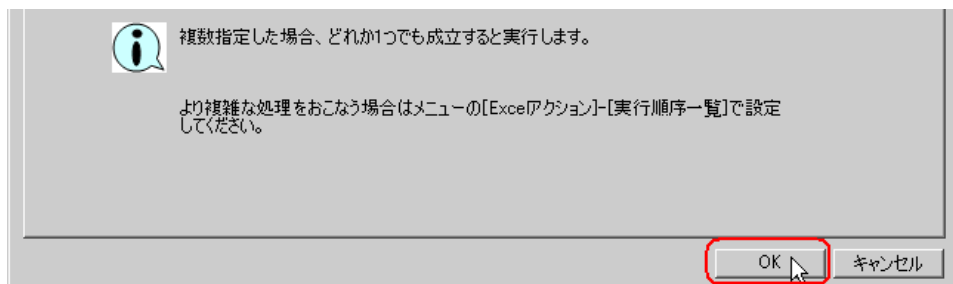 複数指定した場合、どれか1つでも成立すると実行します。
より複雑な処理をおこなう場合はメニューの[Excelアクション]-[実行順序一覧]で設定
してください。
OK
キャンセル